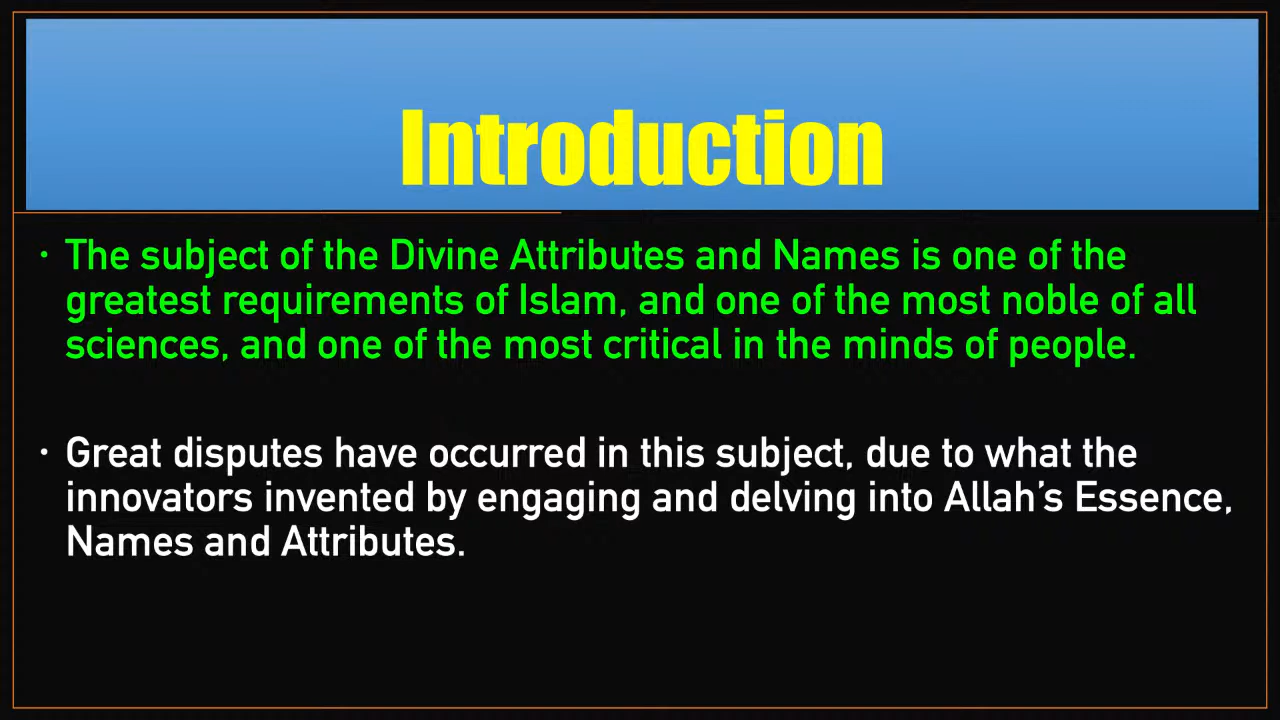 Introduction
• The subject of the Divine Attributes and Names is one of the
greatest requirements of Islam, and one of the most noble of all
sciences, and one of the most critical in the minds of people.
• Great disputes have occurred in this subject, due to what the
innovators invented by engaging and delving into Allah’s Essence,
Names and Attributes.